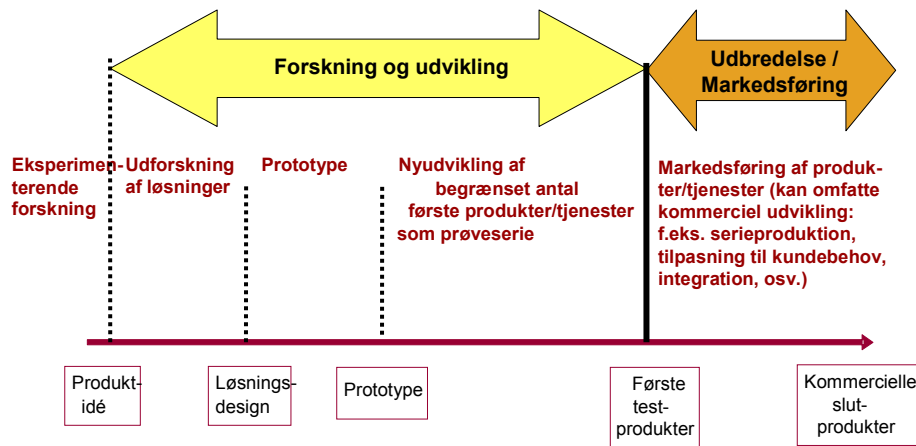 Forskning og udvikling
Udbredelse /
Markedsføring
Eksperimen-
terende
forskning
Udforskning
af løsninger
Prototype
Nyudvikling af
begrænset antal
første produkter/tjenester
som prøveserie
Markedsføring af produk-
ter/tjenester (kan omfatte
kommerciel udvikling:
f.eks. serieproduktion,
tilpasning til kundebehov,
integration, osv.)
Produkt-
idé
Løsnings-
design
Prototype
Første
test-
produkter
Kommercielle
slut-
produkter